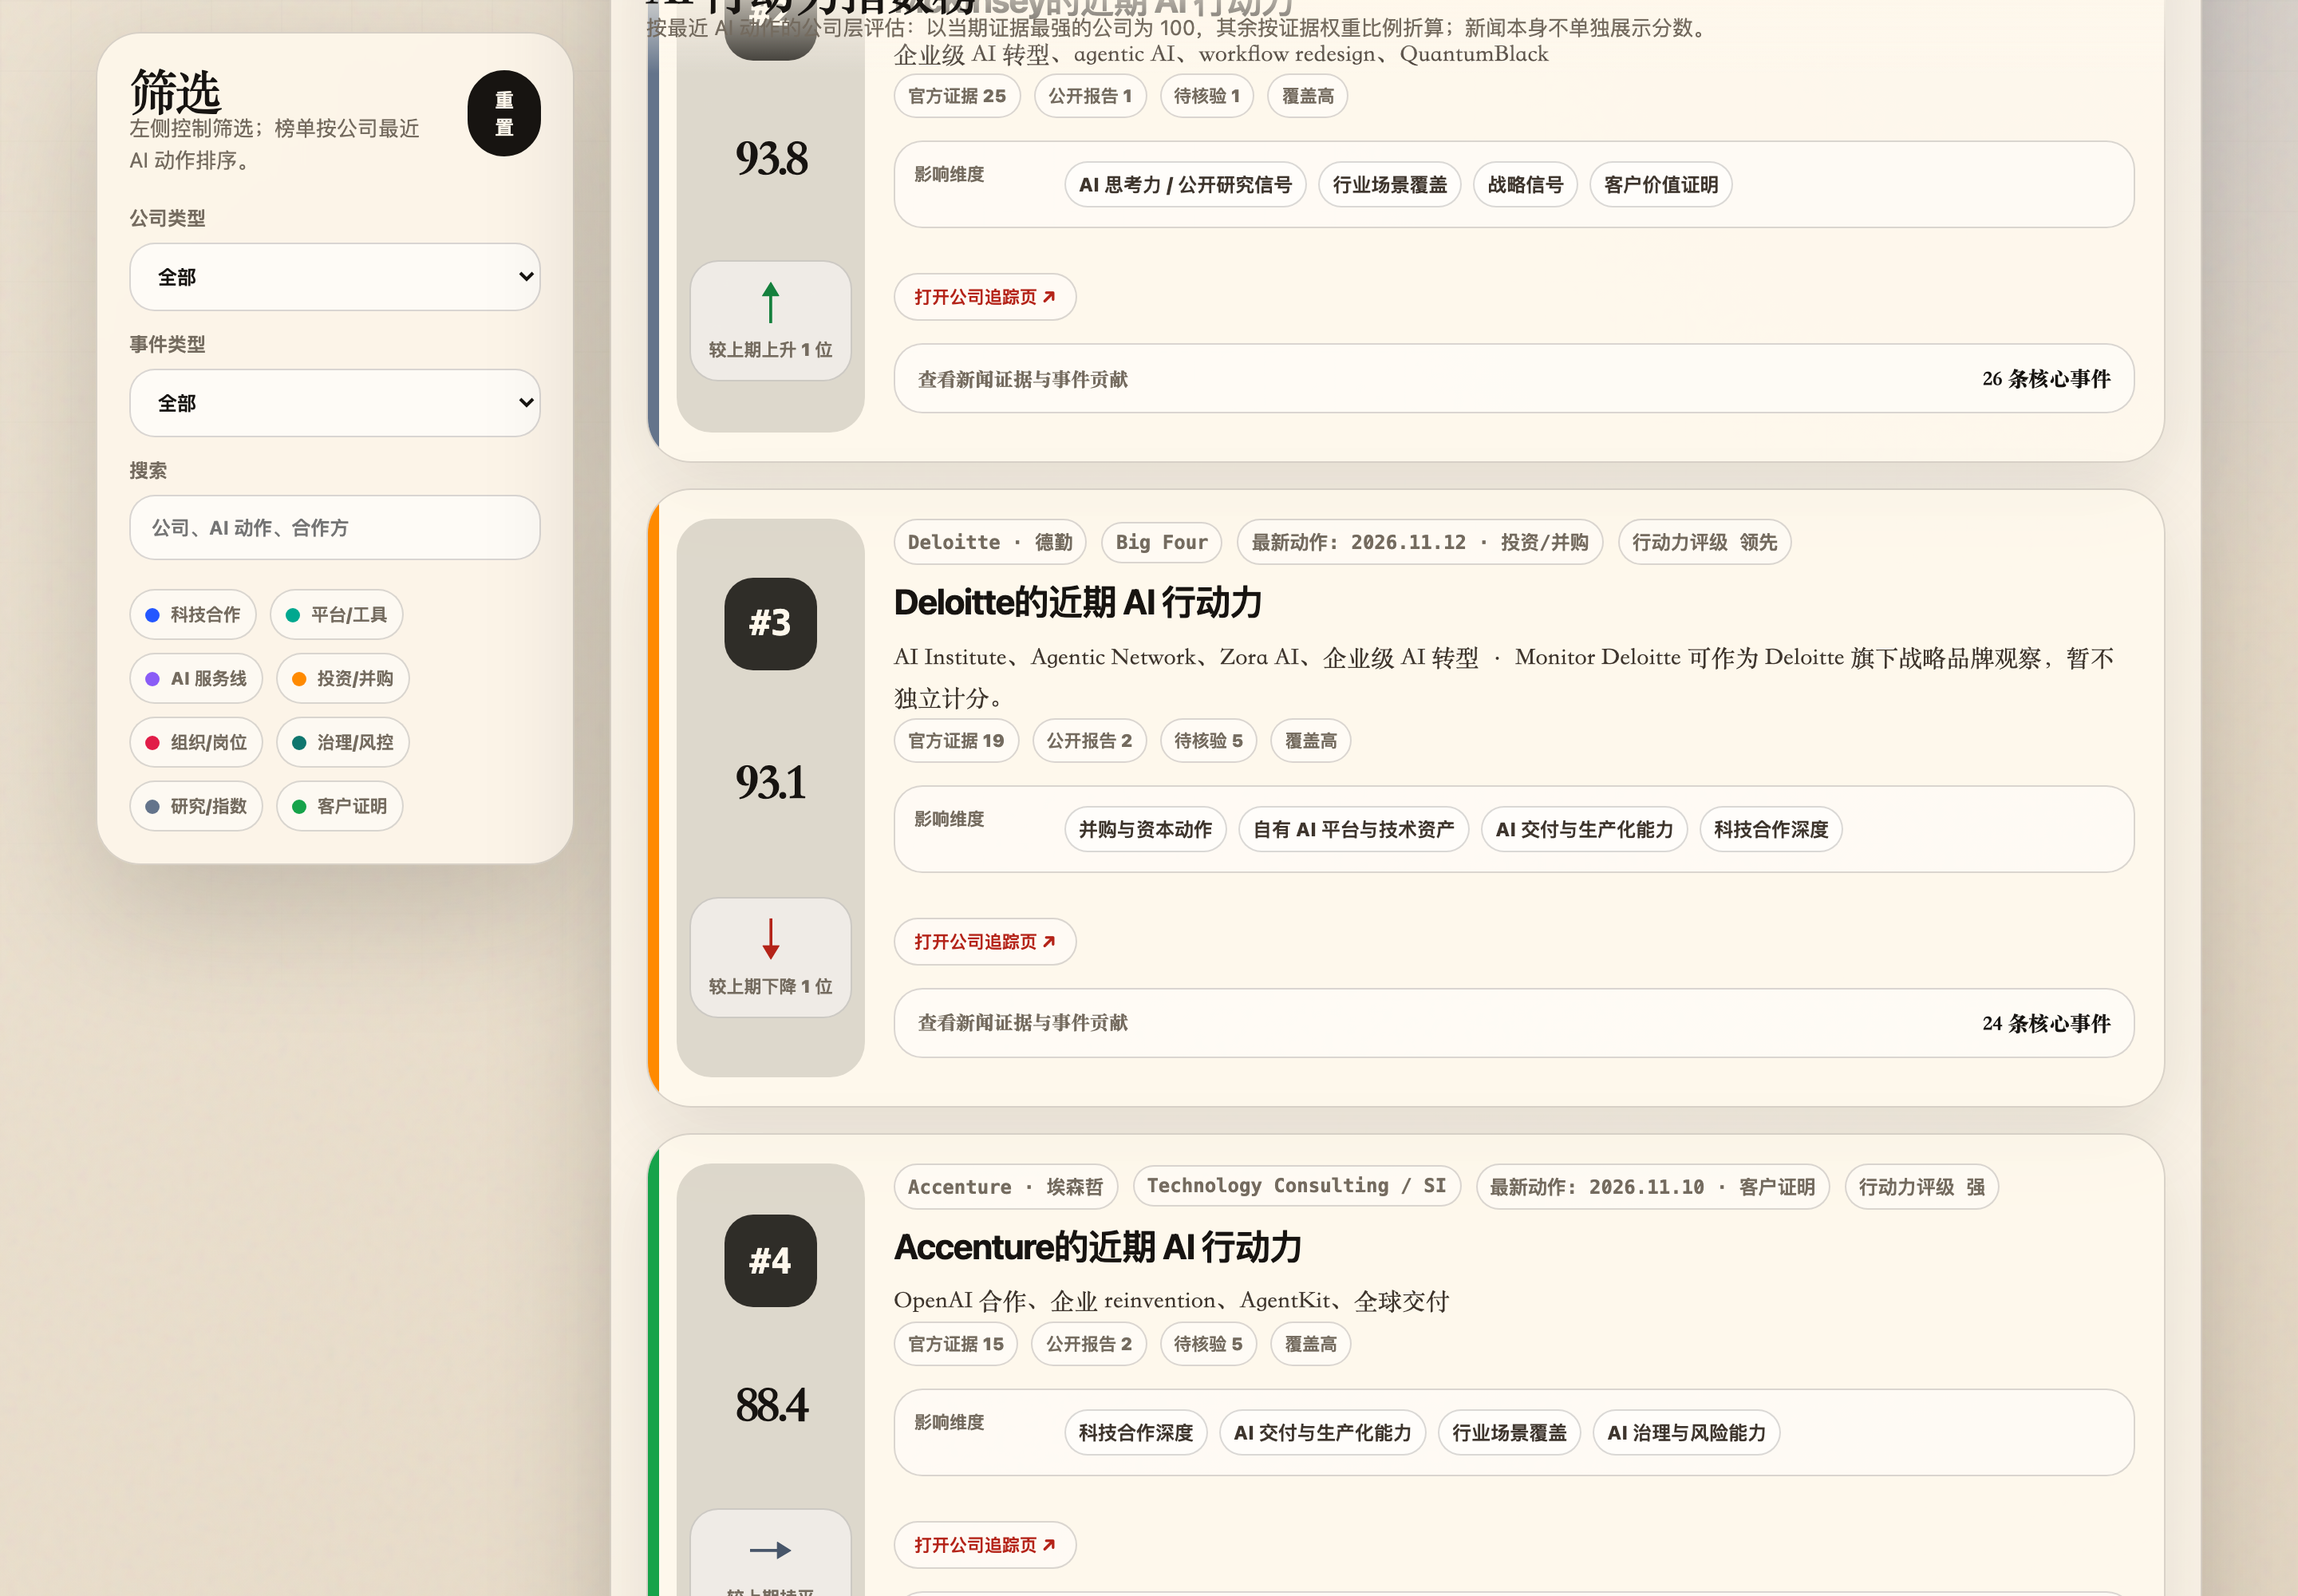 筛选
重置
左侧控制筛选；榜单按公司最近
AI 动作排序。
公司类型
全部
事件类型
全部
搜索
公司、AI 动作、合作方
科技合作
平台/工具
AI 服务线
投资/并购
组织/岗位
治理/风控
研究/指数
客户证明
按最近 AI 动作的公司层评估：以当期证据最强的公司为 100，其余按证据权重比例折算；新闻本身不单独展示分数。
#2
的近期 AI 行动力
企业级 AI 转型、agentic AI、workflow redesign、QuantumBlack
官方证据 25
公开报告 1
待核验 1
覆盖高
93.8
影响维度
AI 思考力 / 公开研究信号
行业场景覆盖
战略信号
客户价值证明
较上期上升 1 位
打开公司追踪页
查看新闻证据与事件贡献
26 条核心事件
Deloitte · 德勤
Big Four
最新动作: 2026.11.12 · 投资/并购
行动力评级 领先
#3
Deloitte的近期 AI 行动力
AI Institute、Agentic Network、Zora AI、企业级 AI 转型 · Monitor Deloitte 可作为 Deloitte 旗下战略品牌观察，暂不
独立计分。
官方证据 19
公开报告 2
待核验 5
覆盖高
93.1
影响维度
并购与资本动作
自有 AI 平台与技术资产
AI 交付与生产化能力
科技合作深度
较上期下降 1 位
打开公司追踪页
查看新闻证据与事件贡献
24 条核心事件
Accenture · 埃森哲
Technology Consulting / SI
最新动作: 2026.11.10 · 客户证明
行动力评级 强
#4
Accenture的近期 AI 行动力
OpenAI 合作、企业 reinvention、AgentKit、全球交付
官方证据 15
公开报告 2
待核验 5
覆盖高
88.4
影响维度
科技合作深度
AI 交付与生产化能力
行业场景覆盖
AI 治理与风险能力
打开公司追踪页
较上期持平